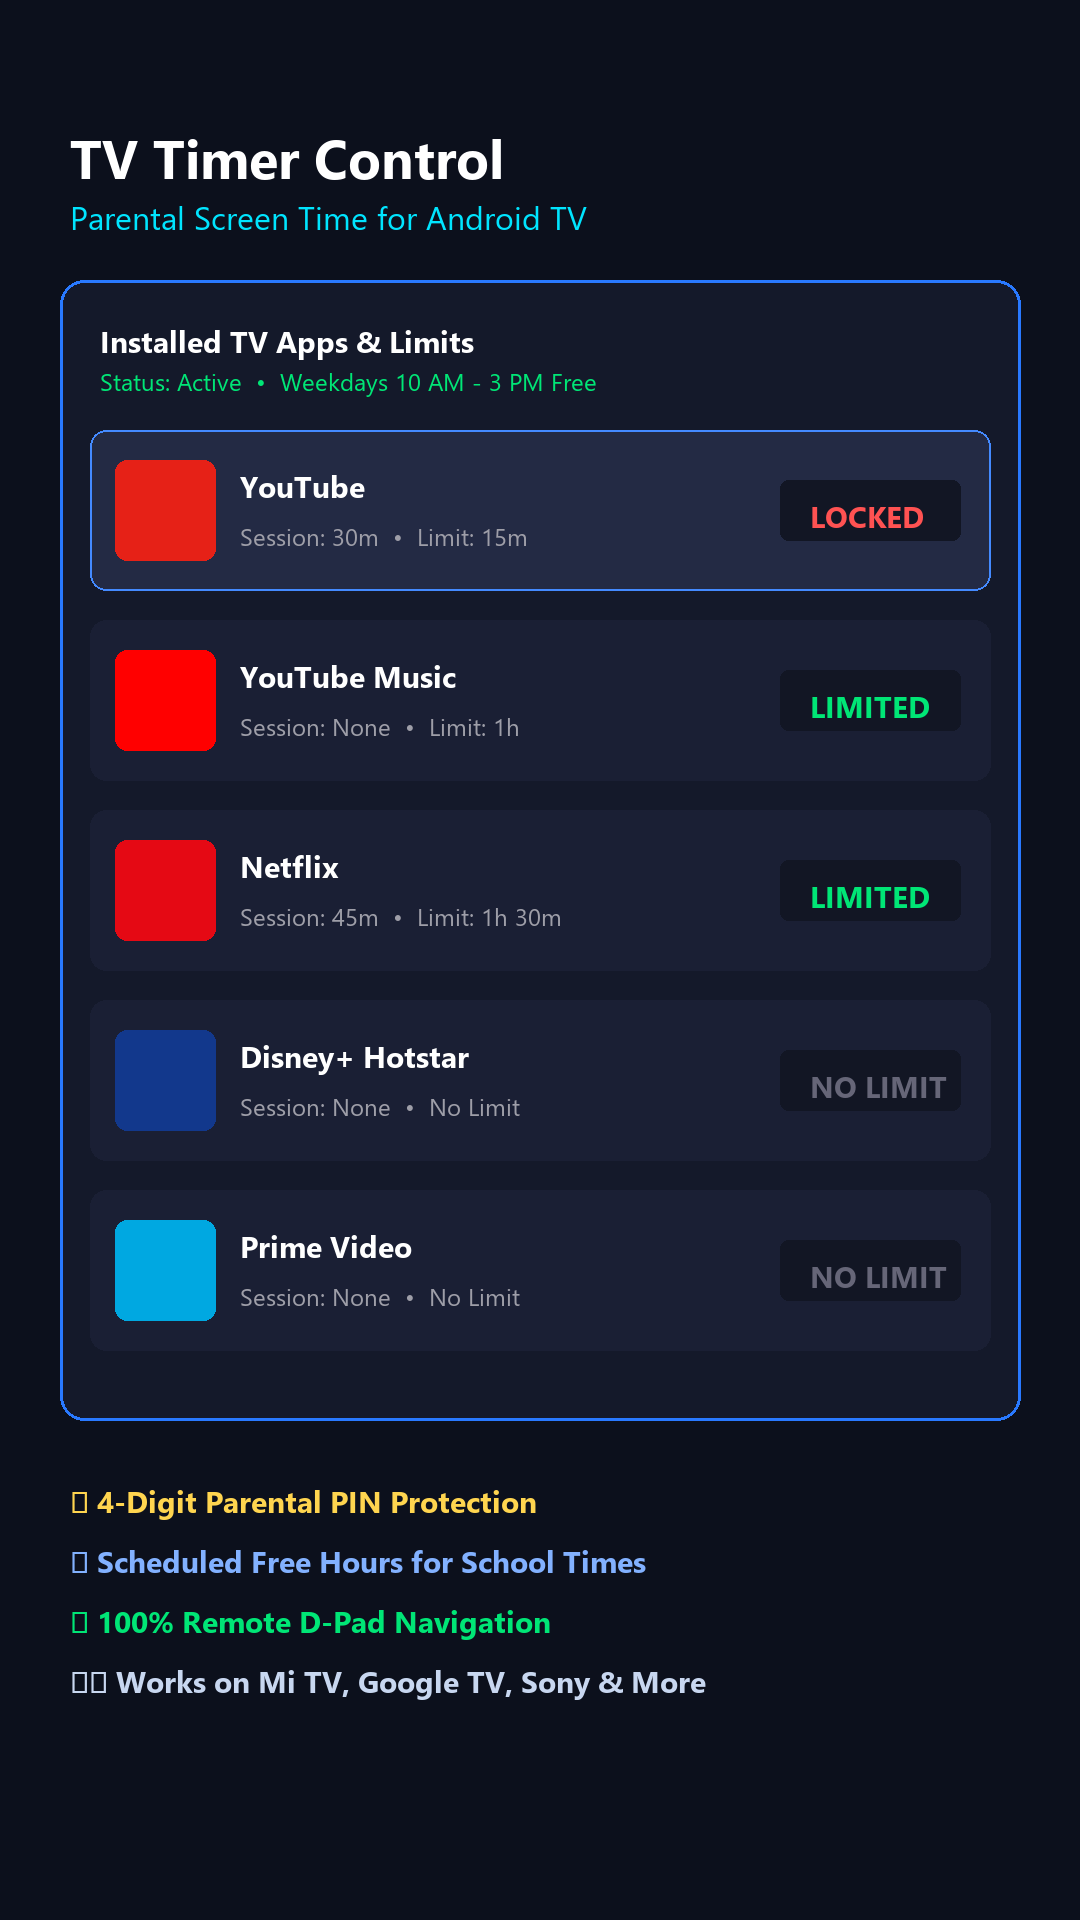 TV Timer Control
Parental Screen Time for Android TV
Installed TV Apps & Limits
Status: Active • Weekdays 10 AM - 3 PM Free
YouTube
Session: 30m • Limit: 15m
LOCKED
YouTube Music
Session: None • Limit: 1h
LIMITED
Netflix
Session: 45m • Limit: 1h 30m
LIMITED
Disney+ Hotstar
Session: None • No Limit
NO LIMIT
Prime Video
Session: None • No Limit
NO LIMIT
4-Digit Parental PIN Protection
Scheduled Free Hours for School Times
100% Remote D-Pad Navigation
Works on Mi TV, Google TV, Sony & More